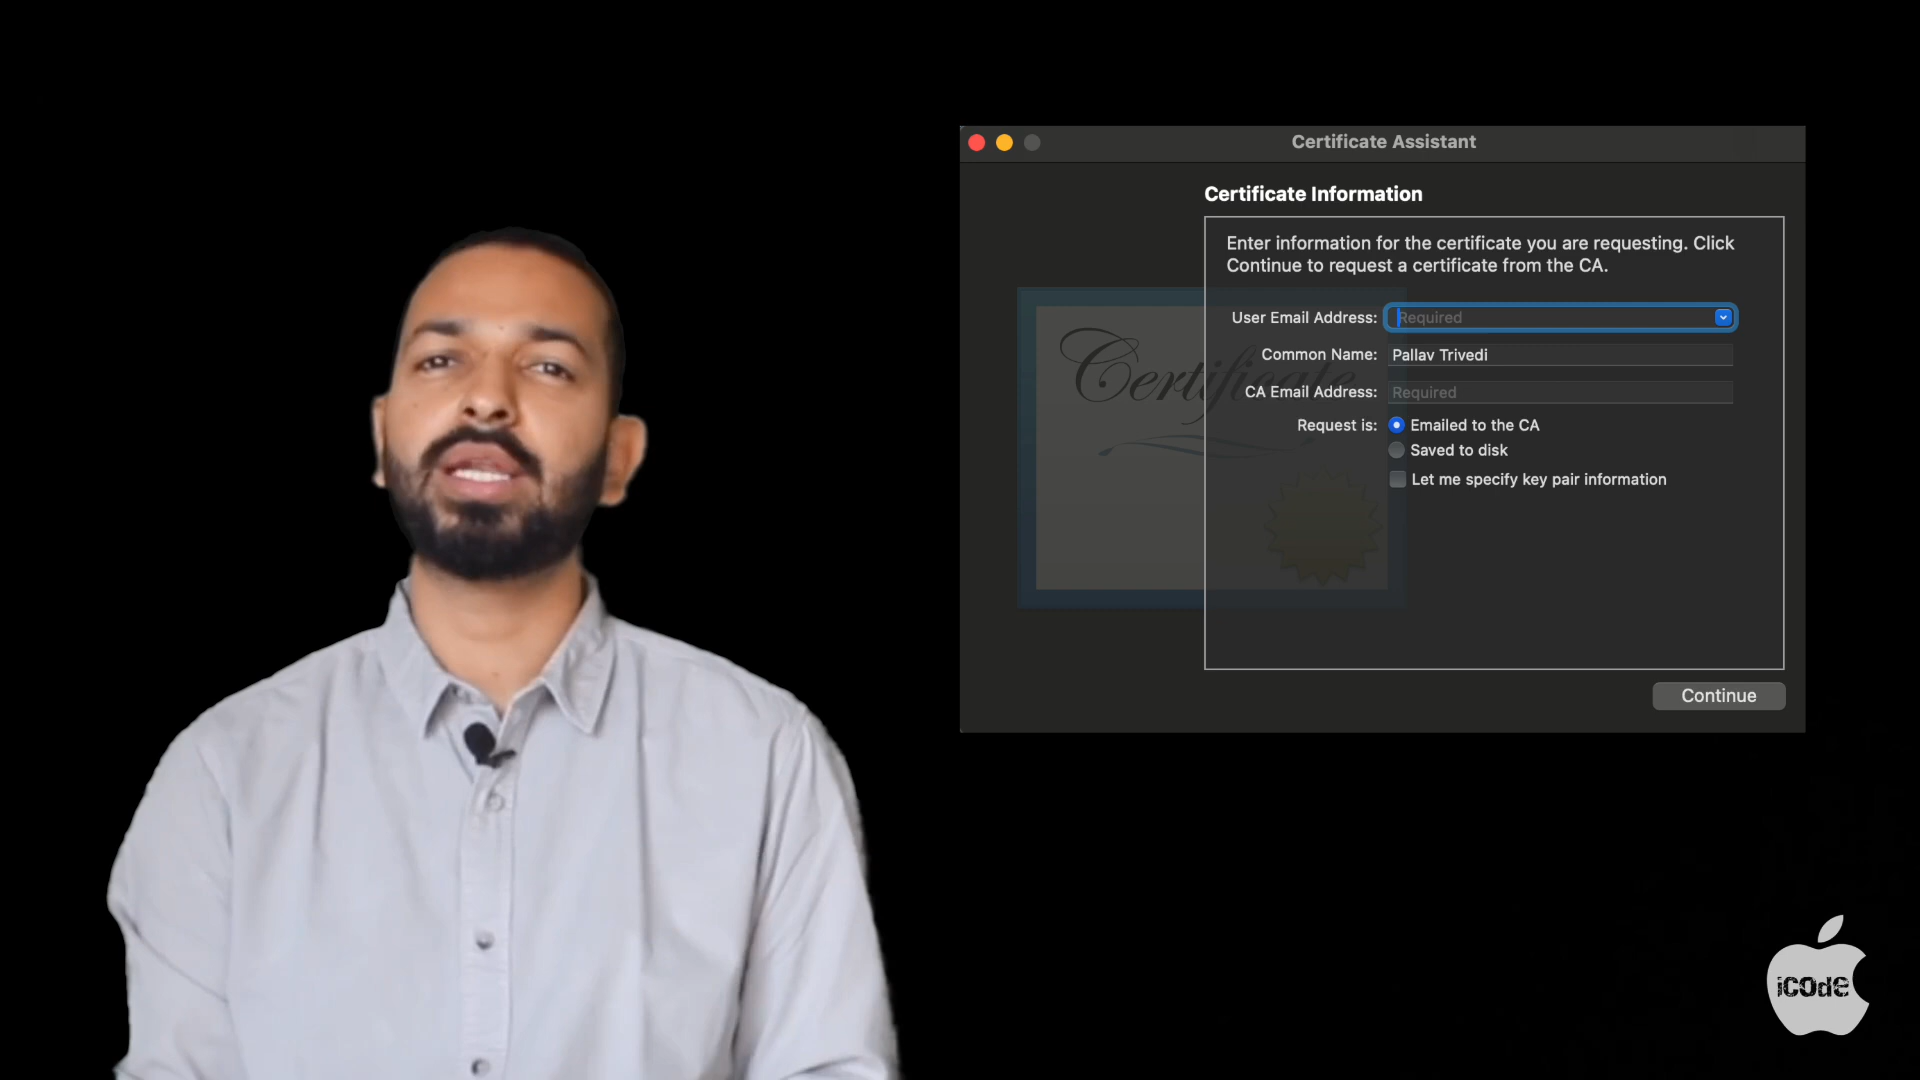 Certificate Assistant
Certificate Information
Enter information for the certificate you are requesting. Click
Continue to request a certificate from the CA.
User Email Address: Required
Common Name: Pallav Trivedi
CA Email Address: Required
Request is: Emailed to the CA
Saved to disk
Let me specify key pair information
Certificate
Continue
iCOdE